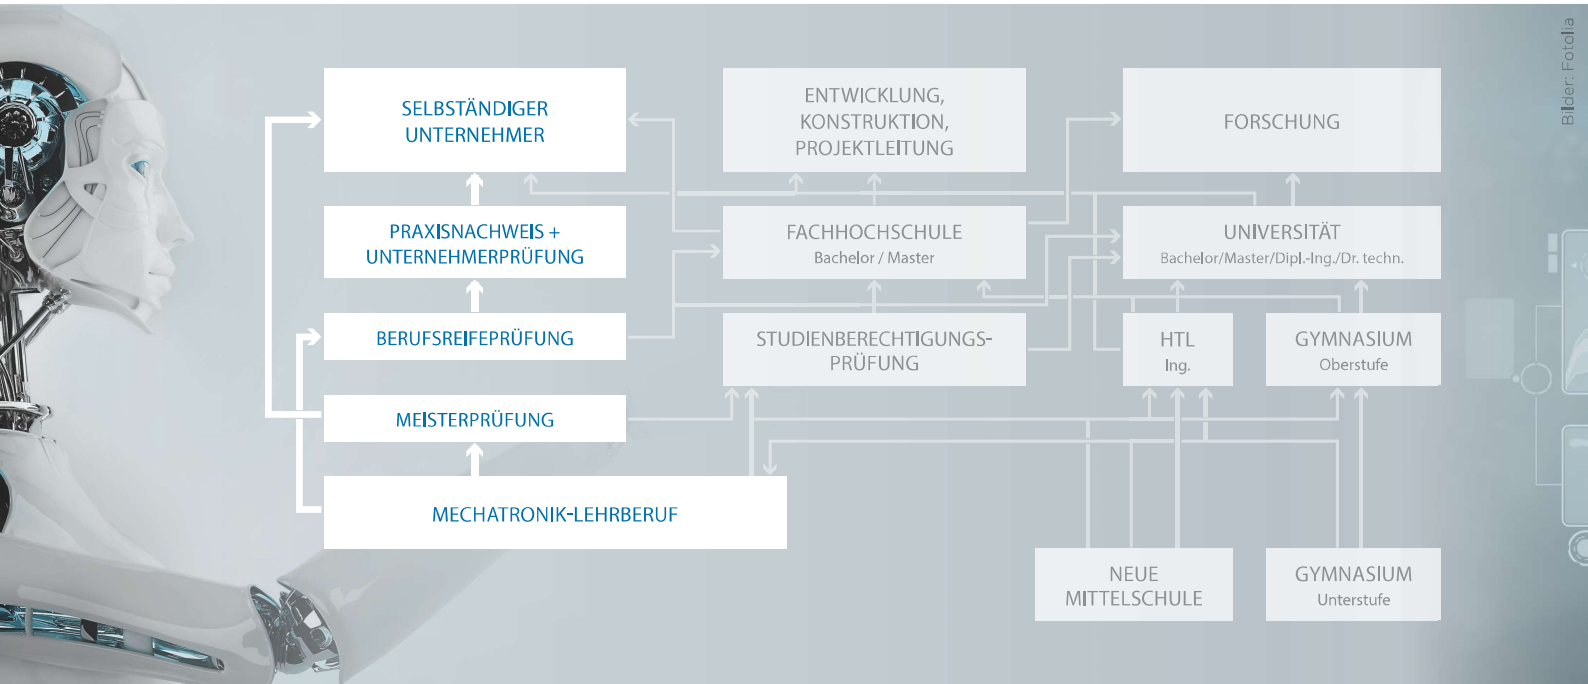 Bilder: Fotolia
SELBSTÄNDIGER
UNTERNEHMER
ENTWICKLUNG,
KONSTRUKTION,
PROJEKTLEITUNG
FORSCHUNG
PRAXISNACHWEIS +
UNTERNEHMERPRÜFUNG
FACHHOCHSCHULE
Bachelor / Master
UNIVERSITÄT
Bachelor/Master/Dipl.-Ing./Dr. techn.
BERUFSREIFEPRÜFUNG
STUDIENBERECHTIGUNGS-
PRÜFUNG
HTL
Ing.
GYMNASIUM
Oberstufe
MEISTERPRÜFUNG
MECHATRONIK-LEHRBERUF
NEUE
MITTELSCHULE
GYMNASIUM
Unterstufe